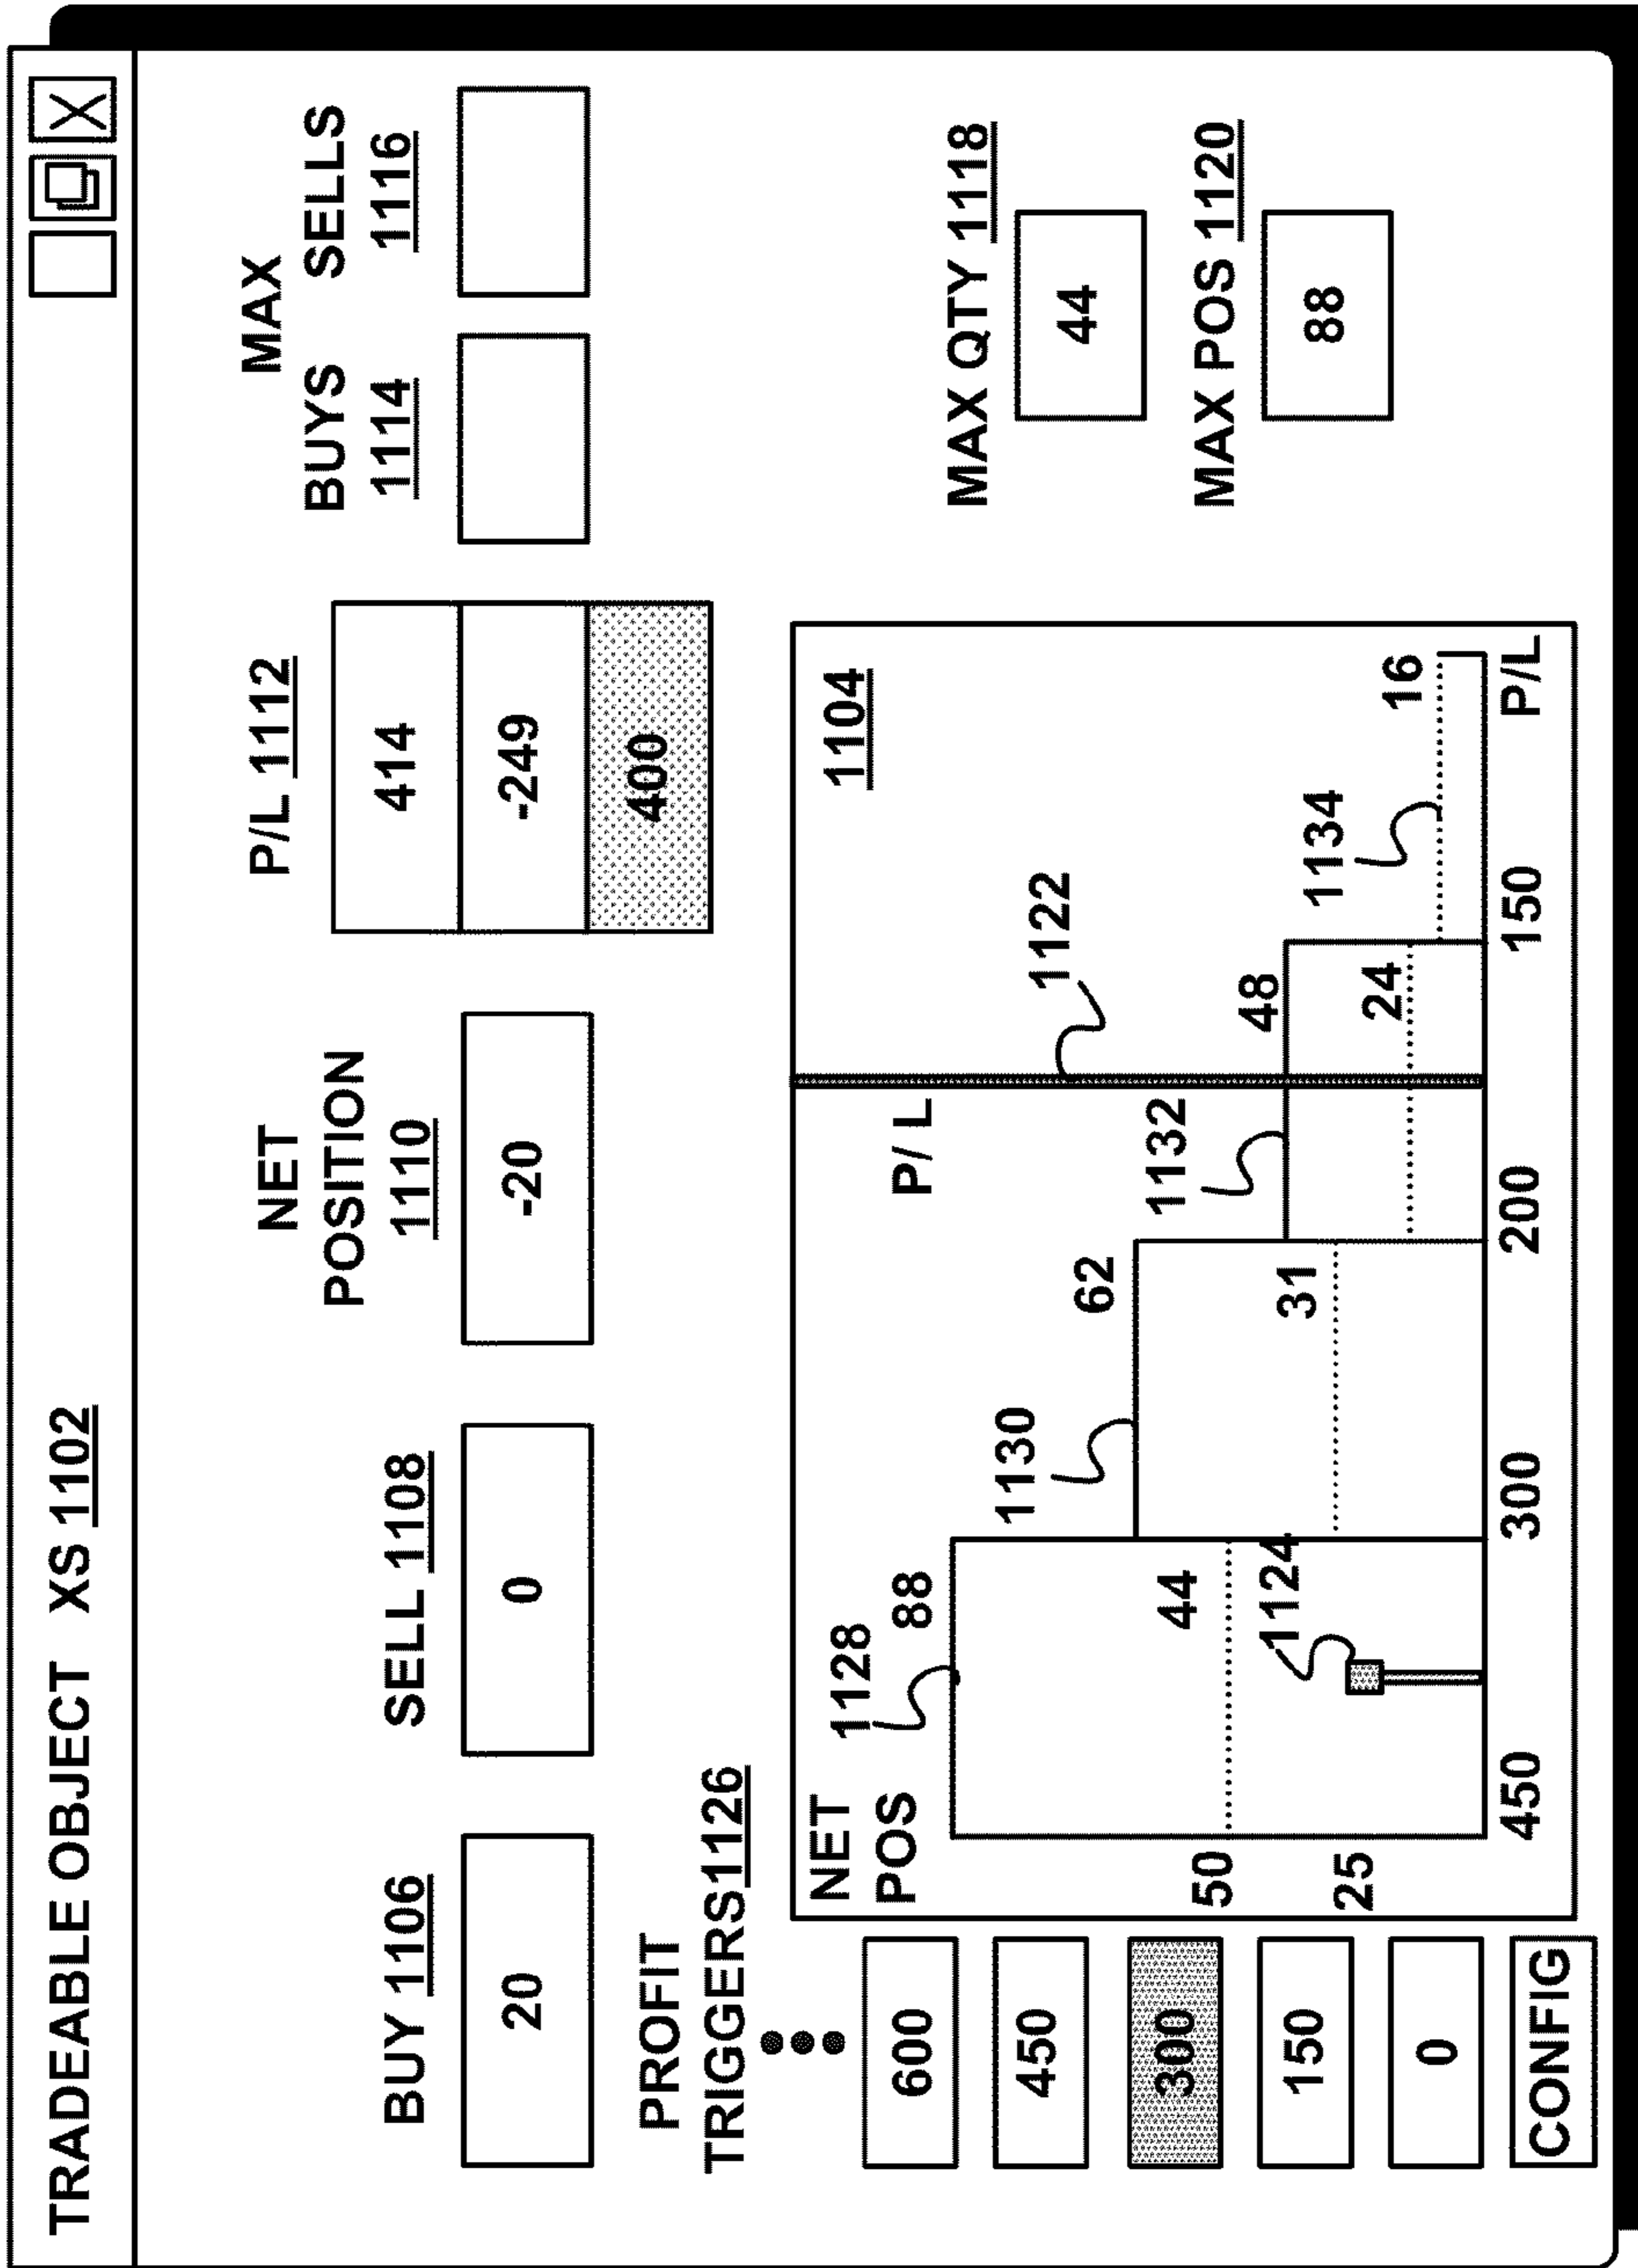 TRADEABLE OBJECT XS 1102
X
MAX
NET
P/L 1112
BUYS SELLS
POSITION
BUY 1106
SELL 1108
1110
1114
1116
414
20
0
-20
-249
400
PROFIT
TRIGGERS1126
600
450
300
150
0
CONFIG
NET
POS
50
25
1128
88
44
1124
1130
62
31
P/ L
1132
1122
48
24
1104
1134
16
450
300
200
150
P/L
MAX QTY 1118
44
MAX POS 1120
88